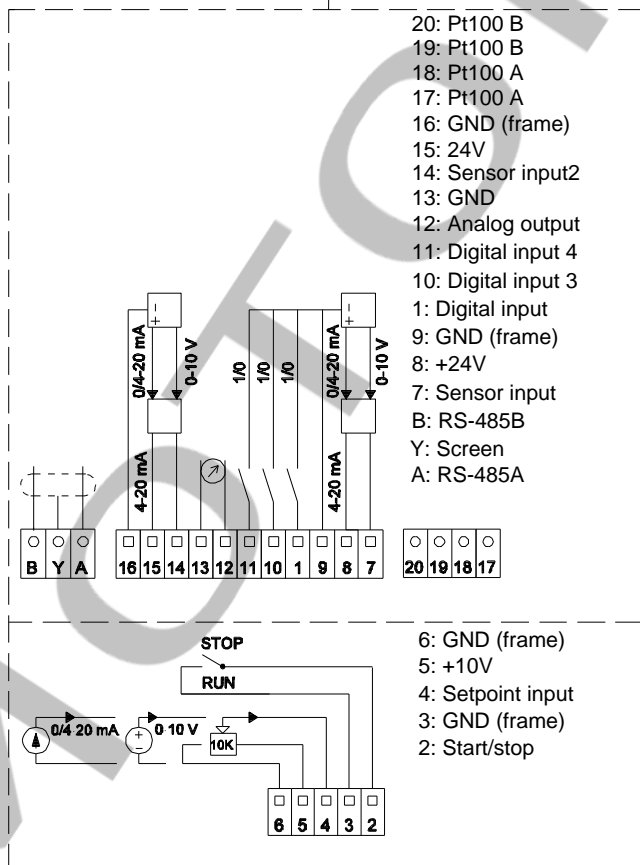 20: Pt100 B
19: Pt100 B
18: Pt100 A
17: Pt100 A
16: GND (frame)
15: 24V
14: Sensor input2
13: GND
12: Analog output
11: Digital input 4
10: Digital input 3
1: Digital input
9: GND (frame)
8: +24V
7: Sensor input
B: RS-485B
Y: Screen
A: RS-485A
- +
0/4-20 mA
0-10 V
4-20 mA
1/0
1/0
1/0
- +
0/4-20 mA
0-10 V
4-20 mA
B Y A
16 15 14 13 12 11 10 1 9 8 7
20 19 18 17
STOP
RUN
0/4-20 mA
+ -
0-10 V
10K
6 5 4 3 2
6: GND (frame)
5: +10V
4: Setpoint input
3: GND (frame)
2: Start/stop